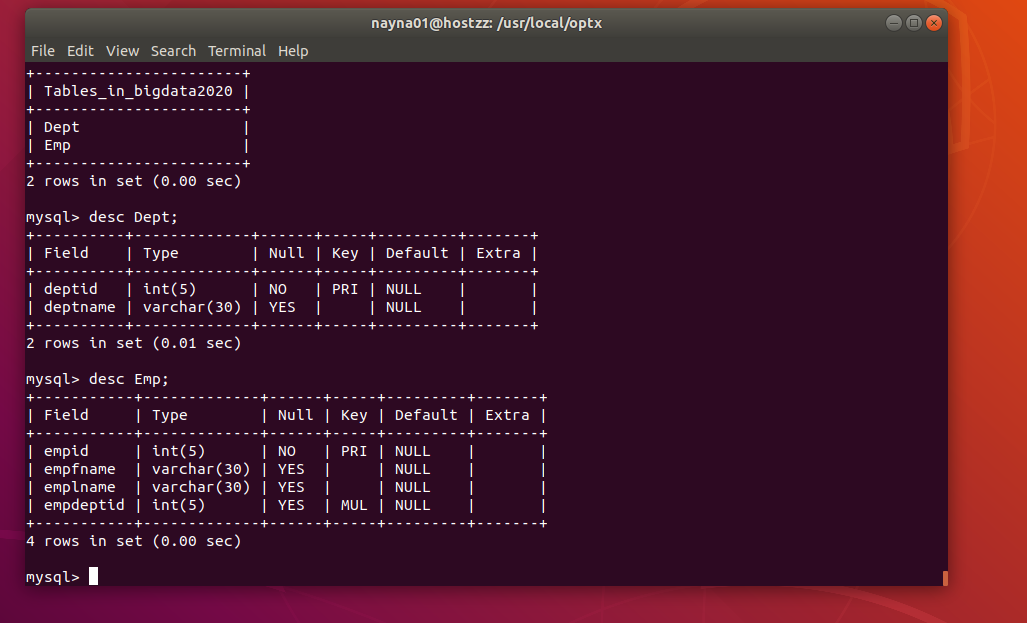 nayna01@hostzz: /usr/local/optx
File Edit View Search Terminal Help
+-----------------------+
| Tables_in_bigdata2020 |
+-----------------------+
| Dept                  |
| Emp                   |
+-----------------------+
2 rows in set (0.00 sec)

mysql> desc Dept;
+----------+-------------+------+-----+---------+-------+
| Field    | Type        | Null | Key | Default | Extra |
+----------+-------------+------+-----+---------+-------+
| deptid   | int(5)      | NO   | PRI | NULL    |       |
| deptname | varchar(30) | YES  |     | NULL    |       |
+----------+-------------+------+-----+---------+-------+
2 rows in set (0.01 sec)

mysql> desc Emp;
+-----------+-------------+------+-----+---------+-------+
| Field     | Type        | Null | Key | Default | Extra |
+-----------+-------------+------+-----+---------+-------+
| empid     | int(5)      | NO   | PRI | NULL    |       |
| empfname  | varchar(30) | YES  |     | NULL    |       |
| emplname  | varchar(30) | YES  |     | NULL    |       |
| empdeptid | int(5)      | YES  | MUL | NULL    |       |
+-----------+-------------+------+-----+---------+-------+
4 rows in set (0.00 sec)

mysql>